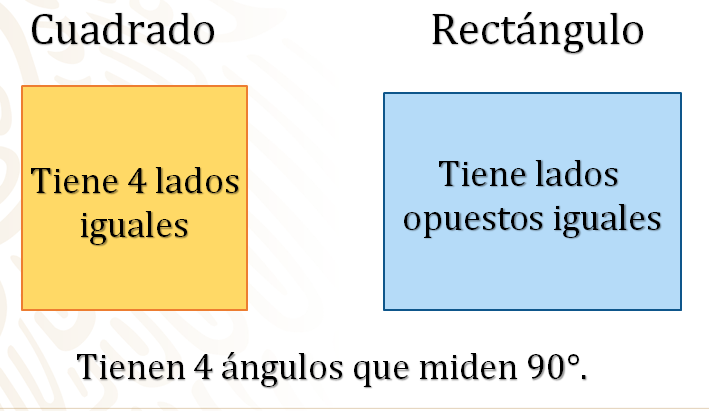 Cuadrado
Rectángulo
Tiene 4 lados
iguales
Tiene lados
opuestos iguales
Tienen 4 ángulos que miden 90°.